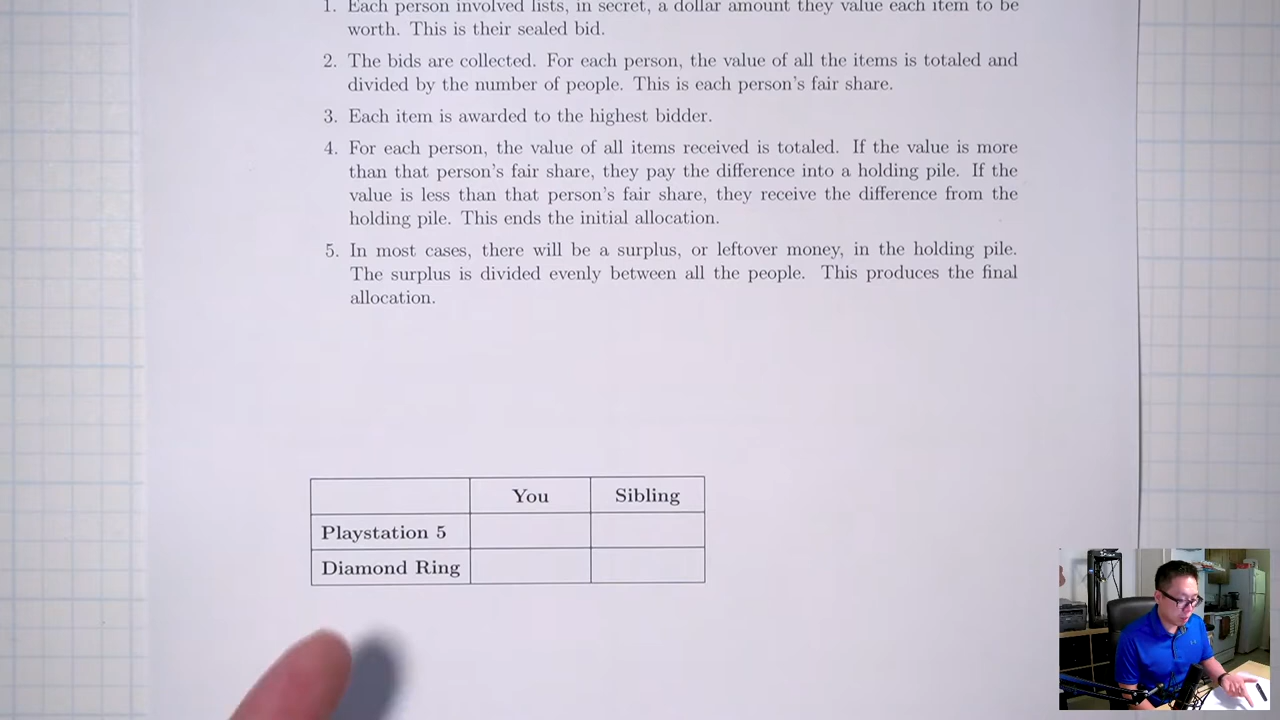 1. Each person involved lists, in secret, a dollar amount they value each item to be
worth. This is their sealed bid.
2. The bids are collected. For each person, the value of all the items is totaled and
divided by the number of people. This is each person's fair share.
3. Each item is awarded to the highest bidder.
4. For each person, the value of all items received is totaled. If the value is more
than that person's fair share, they pay the difference into a holding pile. If the
value is less than that person's fair share, they receive the difference from the
holding pile. This ends the initial allocation.
5. In most cases, there will be a surplus, or leftover money, in the holding pile.
The surplus is divided evenly between all the people. This produces the final
allocation.
You Sibling
Playstation 5
Diamond Ring